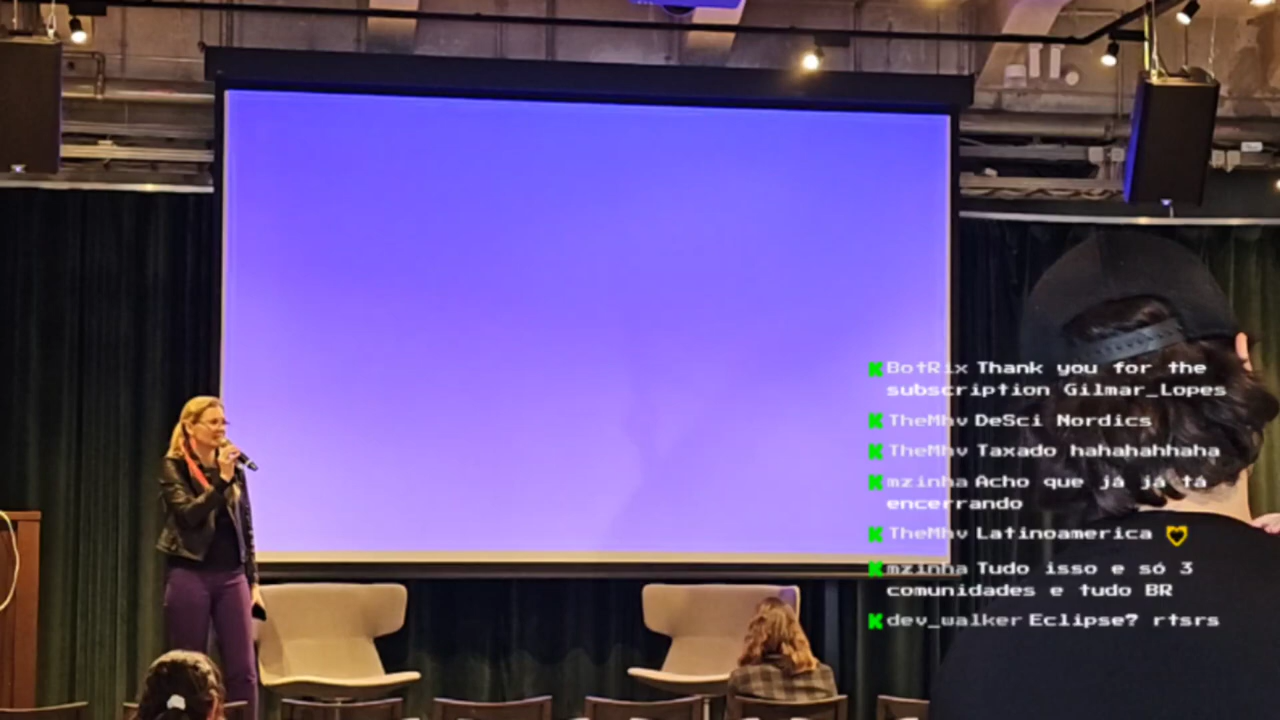 BotRix Thank you for the
subscription Gilmar_Lopes
TheMhv DeSci Nordics
TheMhv Taxado hahahahhaha
mzinha Acho que já já tá
encerrando
TheMhv Latinoamerica
mzinha Tudo isso e só 3
comunidades e tudo BR
dev_walker Eclipse? rtsrs